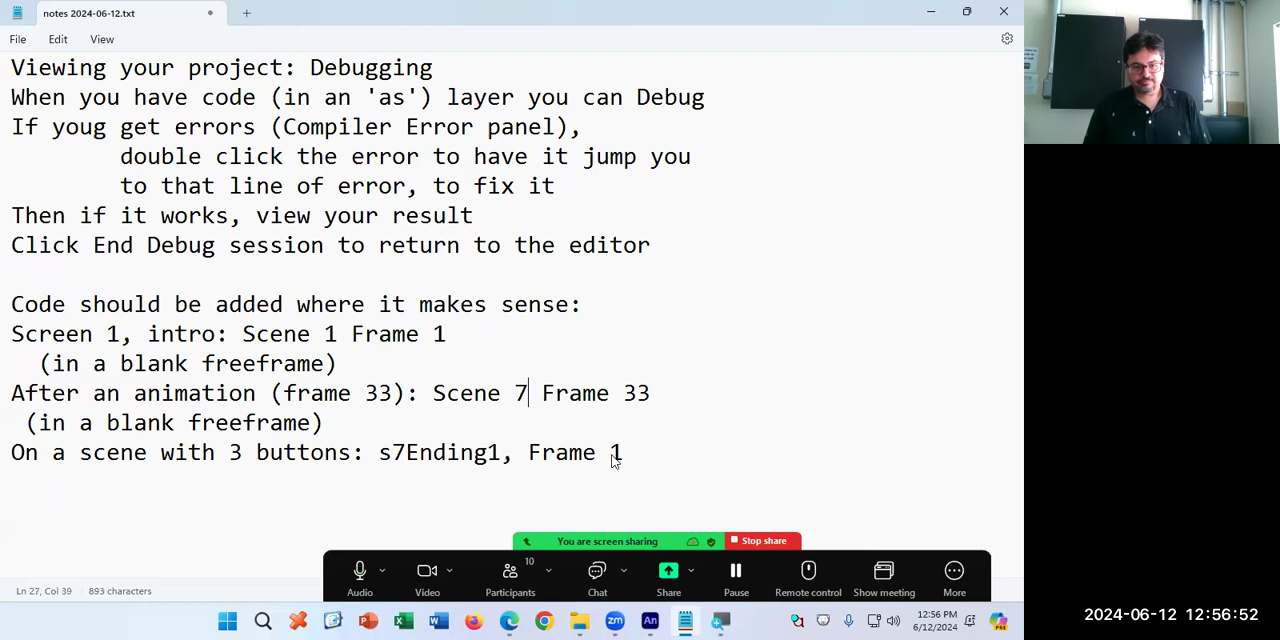 notes 2024-06-12.txt
File Edit View
Viewing your project: Debugging
When you have code (in an 'as') layer you can Debug
If youg get errors (Compiler Error panel),
double click the error to have it jump you
to that line of error, to fix it
Then if it works, view your result
Click End Debug session to return to the editor
Code should be added where it makes sense:
Screen 1, intro: Scene 1 Frame 1
(in a blank freeframe)
After an animation (frame 33): Scene 7 Frame 33
(in a blank freeframe)
On a scene with 3 buttons: s7Ending1, Frame 1
You are screen sharing
Stop share
10
Audio Video Participants Chat Share Pause Remote control Show meeting More
Ln 27, Col 39 893 characters
12:56 PM
6/12/2024
2024-06-12 12:56:52